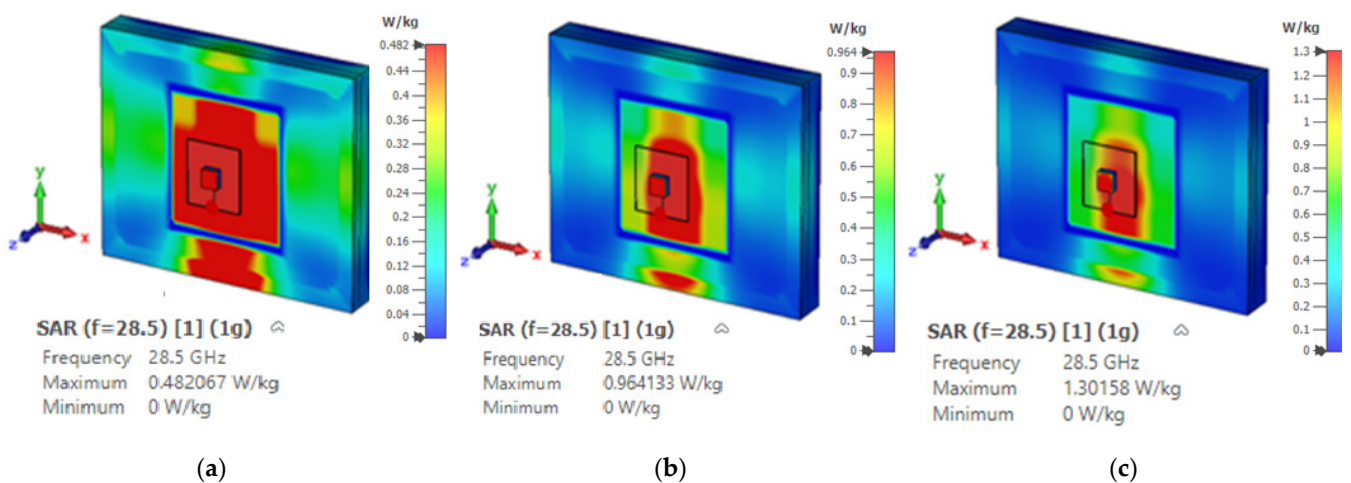 W/kg
0.482
0.44
0.4
0.36
0.32
0.28
0.24
0.2
0.16
0.12
0.08
0.04
0
y
x
z
SAR (f=28.5) [1] (1g)
Frequency 28.5 GHz
Maximum 0.482067 W/kg
Minimum 0 W/kg
(a)
W/kg
0.964
0.9
0.8
0.7
0.6
0.5
0.4
0.3
0.2
0.1
0
y
x
z
SAR (f=28.5) [1] (1g)
Frequency 28.5 GHz
Maximum 0.964133 W/kg
Minimum 0 W/kg
(b)
W/kg
1.3
1.2
1.1
1
0.9
0.8
0.7
0.6
0.5
0.4
0.3
0.2
0.1
0
y
x
z
SAR (f=28.5) [1] (1g)
Frequency 28.5 GHz
Maximum 1.30158 W/kg
Minimum 0 W/kg
(c)